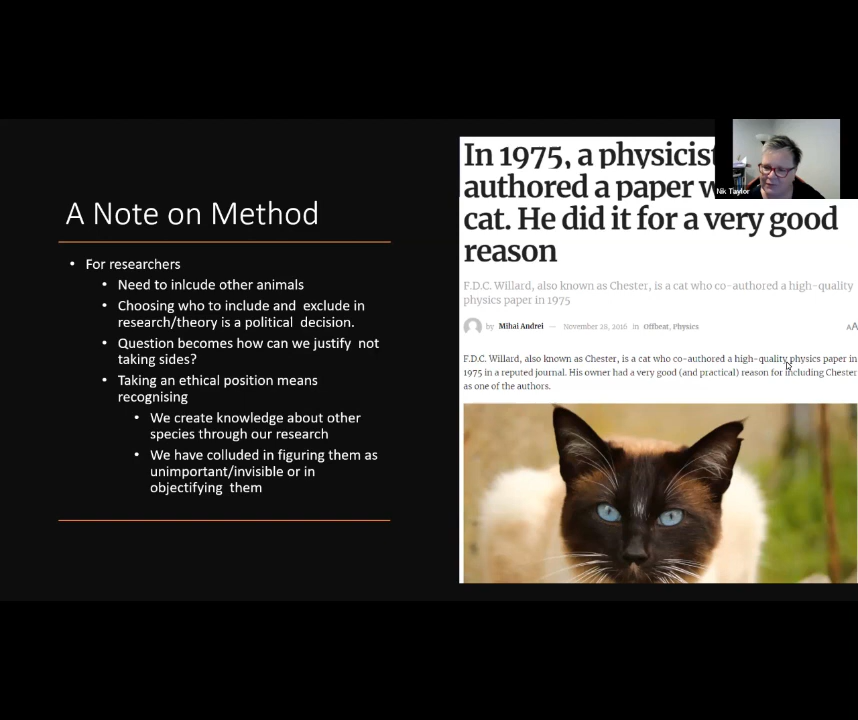 A Note on Method
• For researchers
• Need to inlcude other animals
• Choosing who to include and exclude in
research/theory is a political decision.
• Question becomes how can we justify not
taking sides?
• Taking an ethical position means
recognising
• We create knowledge about other
species through our research
• We have colluded in figuring them as
unimportant/invisible or in
objectifying them
In 1975, a physicist
authored a paper
cat. He did it for a very good
reason
F.D.C. Willard, also known as Chester, is a cat who co-authored a high-quality
physics paper in 1975
by Mihai Andrei — November 29, 2016 in Offbeat, Physics
AA
F.D.C. Willard, also known as Chester, is a cat who co-authored a high-quality physics paper in
1975 in a reputed journal. His owner had a very good (and practical) reason for including Chester
as one of the authors.
Nik Taylor